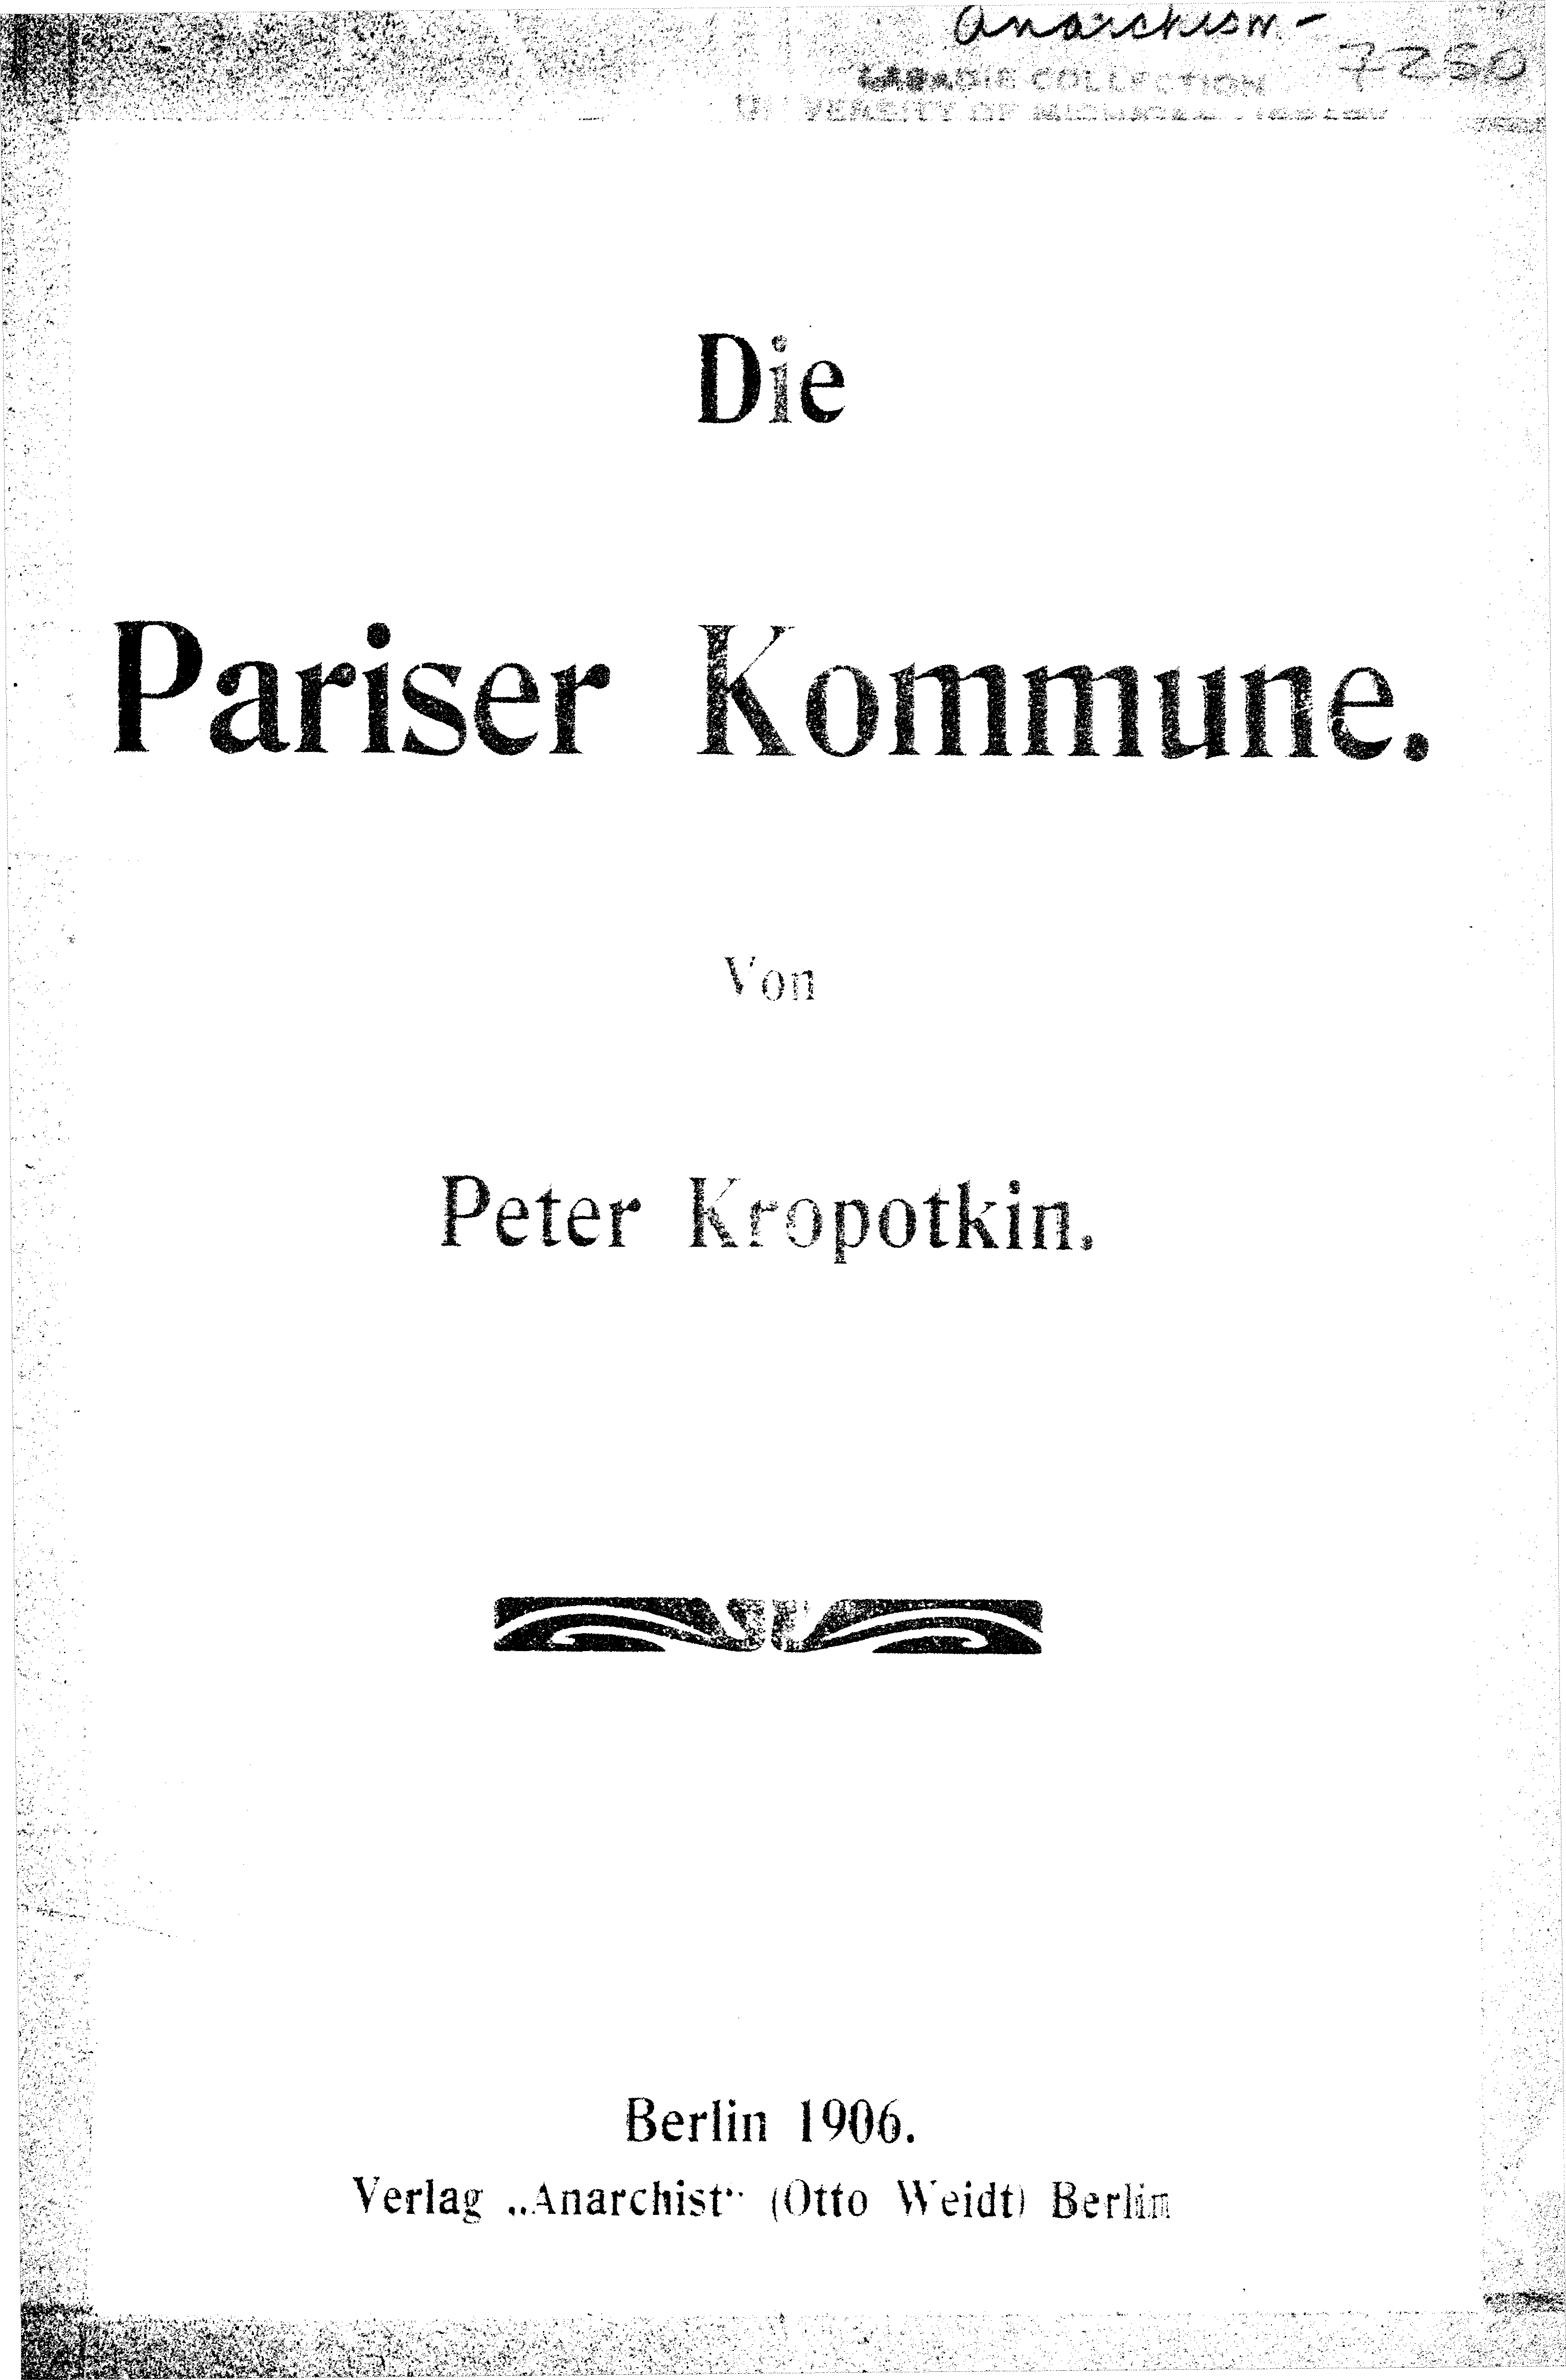 Anarchism -
7250
LABADIE COLLECTION
UNIVERSITY OF MICHIGAN
Die
Pariser Kommune.
Von
Peter Kropotkin.
Berlin 1906.
Verlag „Anarchist“ (Otto Weidt) Berlin